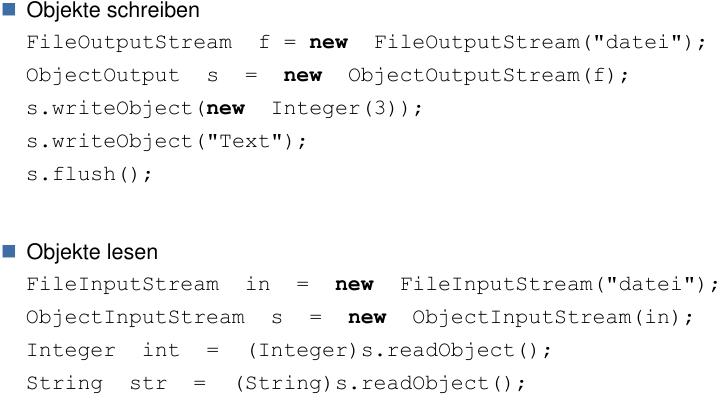 Objekte schreiben
FileOutputStream f = new FileOutputStream("datei");
ObjectOutput s = new ObjectOutputStream(f);
s.writeObject(new Integer(3));
s.writeObject("Text");
s.flush();
Objekte lesen
FileInputStream in = new FileInputStream("datei");
ObjectInputStream s = new ObjectInputStream(in);
Integer int = (Integer)s.readObject();
String str = (String)s.readObject();